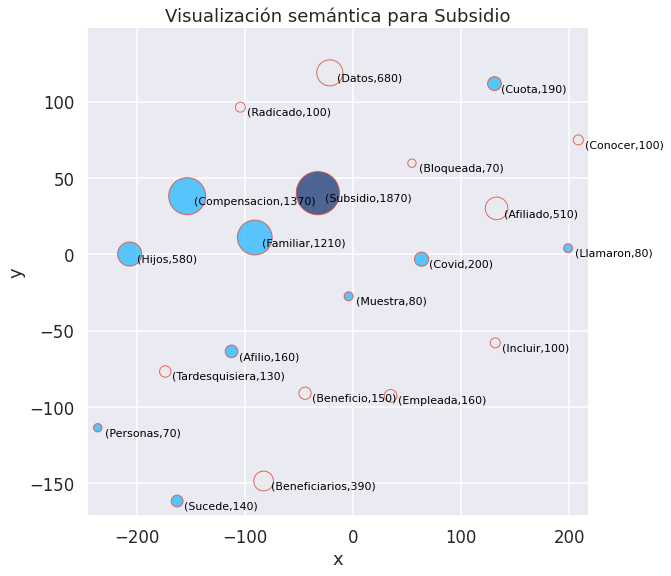 Visualización semántica para Subsidio
(Datos,680)
(Cuota,190)
(Radicado,100)
(Conocer,100)
(Bloqueada,70)
(Compensacion,1370)
(Subsidio,1870)
(Afiliado,510)
(Familiar,1210)
(Hijos,580)
(Covid,200)
(Llamaron,80)
(Muestra,80)
(Incluir,100)
(Afilio,160)
(Tardesquisiera,130)
(Beneficio,150)
(Empleada,160)
(Personas,70)
(Beneficiarios,390)
(Sucede,140)
y
100
50
0
−50
−100
−150
−200
−100
0
100
200
x